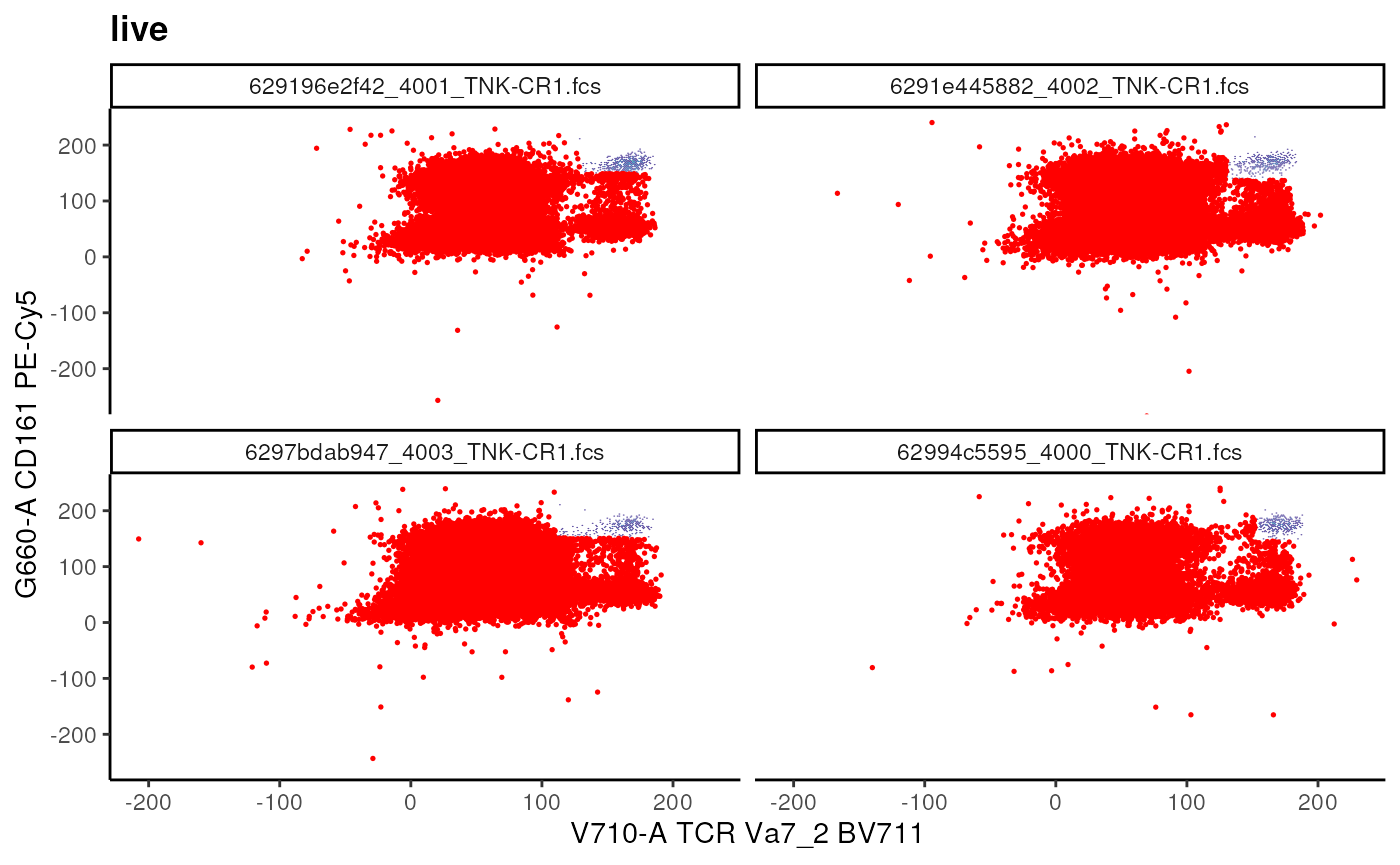 live
629196e2f42_4001_TNK-CR1.fcs
6291e445882_4002_TNK-CR1.fcs
200
100
0
-100
-200
6297bdab947_4003_TNK-CR1.fcs
62994c5595_4000_TNK-CR1.fcs
200
100
0
-100
-200
G660-A CD161 PE-Cy5
-200
-100
0
100
200
-200
-100
0
100
200
V710-A TCR Va7_2 BV711